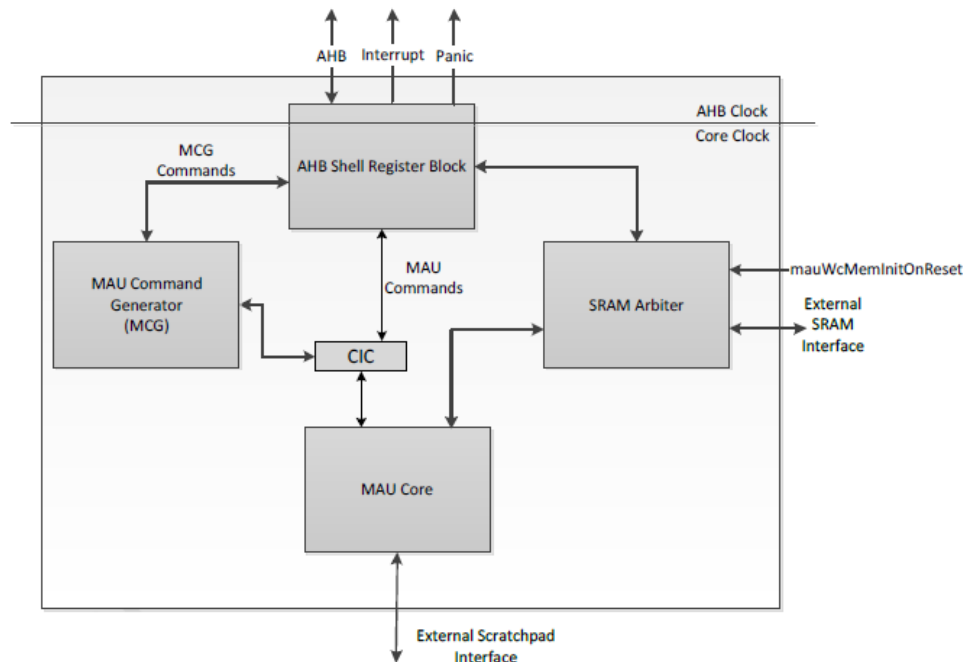 AHB
Interrupt
Panic
AHB Clock
Core Clock
MCG
Commands
AHB Shell Register Block
MAU Command
Generator
(MCG)
MAU
Commands
SRAM Arbiter
mauWcMemInitOnReset
External
SRAM
Interface
CIC
MAU Core
External Scratchpad
Interface